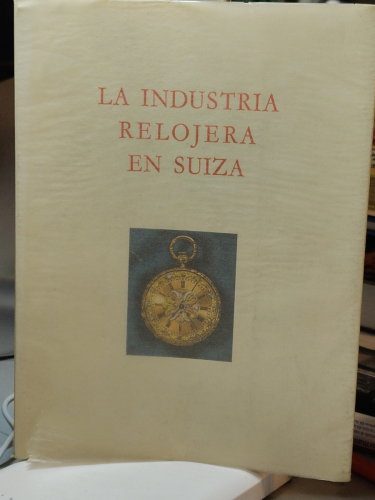 LA INDUSTRIA
RELOJERA
EN SUIZA